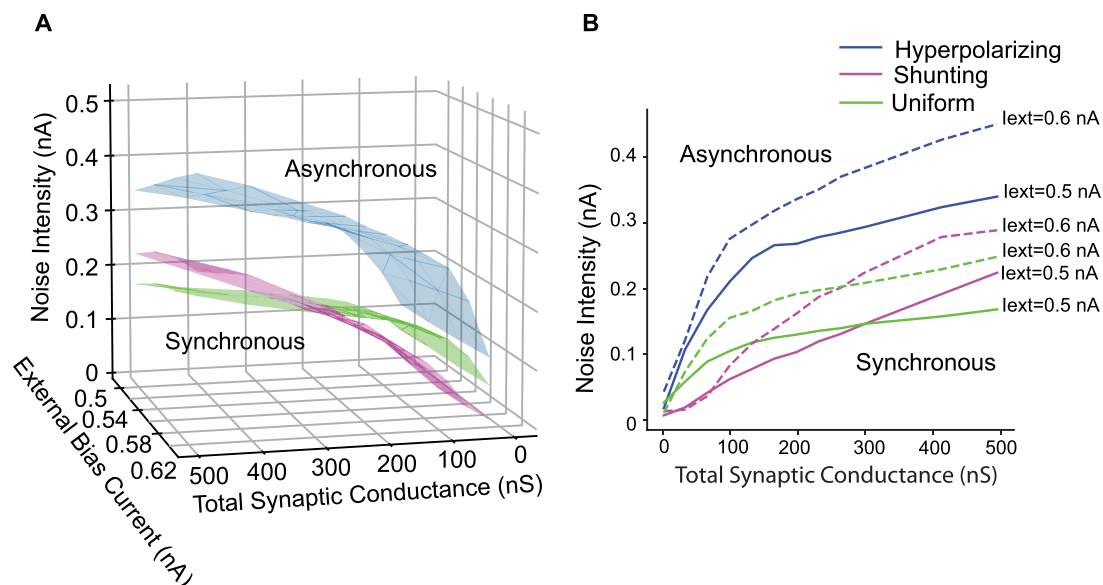 A
0.5
0.4
0.3
0.2
0.1
0
Noise Intensity (nA)
Asynchronous
Synchronous
0.5
0.54
0.58
0.62
External Bias Current (nA)
500
400
300
200
100
0
Total Synaptic Conductance (nS)
B
Hyperpolarizing
Shunting
Uniform
Asynchronous
Synchronous
Iext=0.6 nA
Iext=0.5 nA
Iext=0.6 nA
Iext=0.6 nA
Iext=0.5 nA
Iext=0.5 nA
0.4
0.3
0.2
0.1
0
Noise Intensity (nA)
0
100
200
300
400
500
Total Synaptic Conductance (nS)